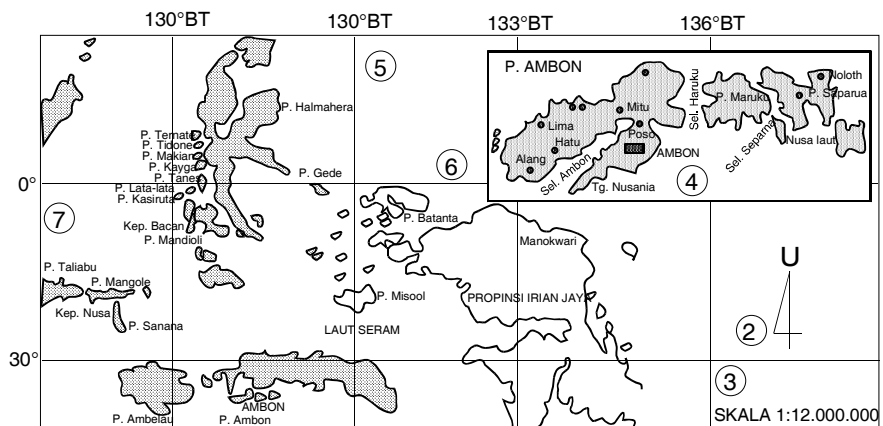 130°BT
130°BT
133°BT
136°BT
5
P. AMBON
P. Halmahera
P. Ternate
P. Tidone
P. Makian
P. Kayga
P. Tanes
P. Lata-lata
P. Kasiruta
P. Gede
6
0°
Noloth
P. Saparua
P. Maruku
Sel. Haruku
Mitu
Lima
Poso
Hatu
AMBON
Alang
Sel. Ambon
Sel. Separna
Nusa laut
Tg. Nusania
4
7
Kep. Bacan
P. Mandioli
P. Batanta
Manokwari
P. Taliabu
P. Mangole
U
P. Misool
PROPINSI IRIAN JAYA
Kep. Nusa
P. Sanana
LAUT SERAM
2
30°
3
AMBON
P. Ambelau
P. Ambon
SKALA 1:12.000.000